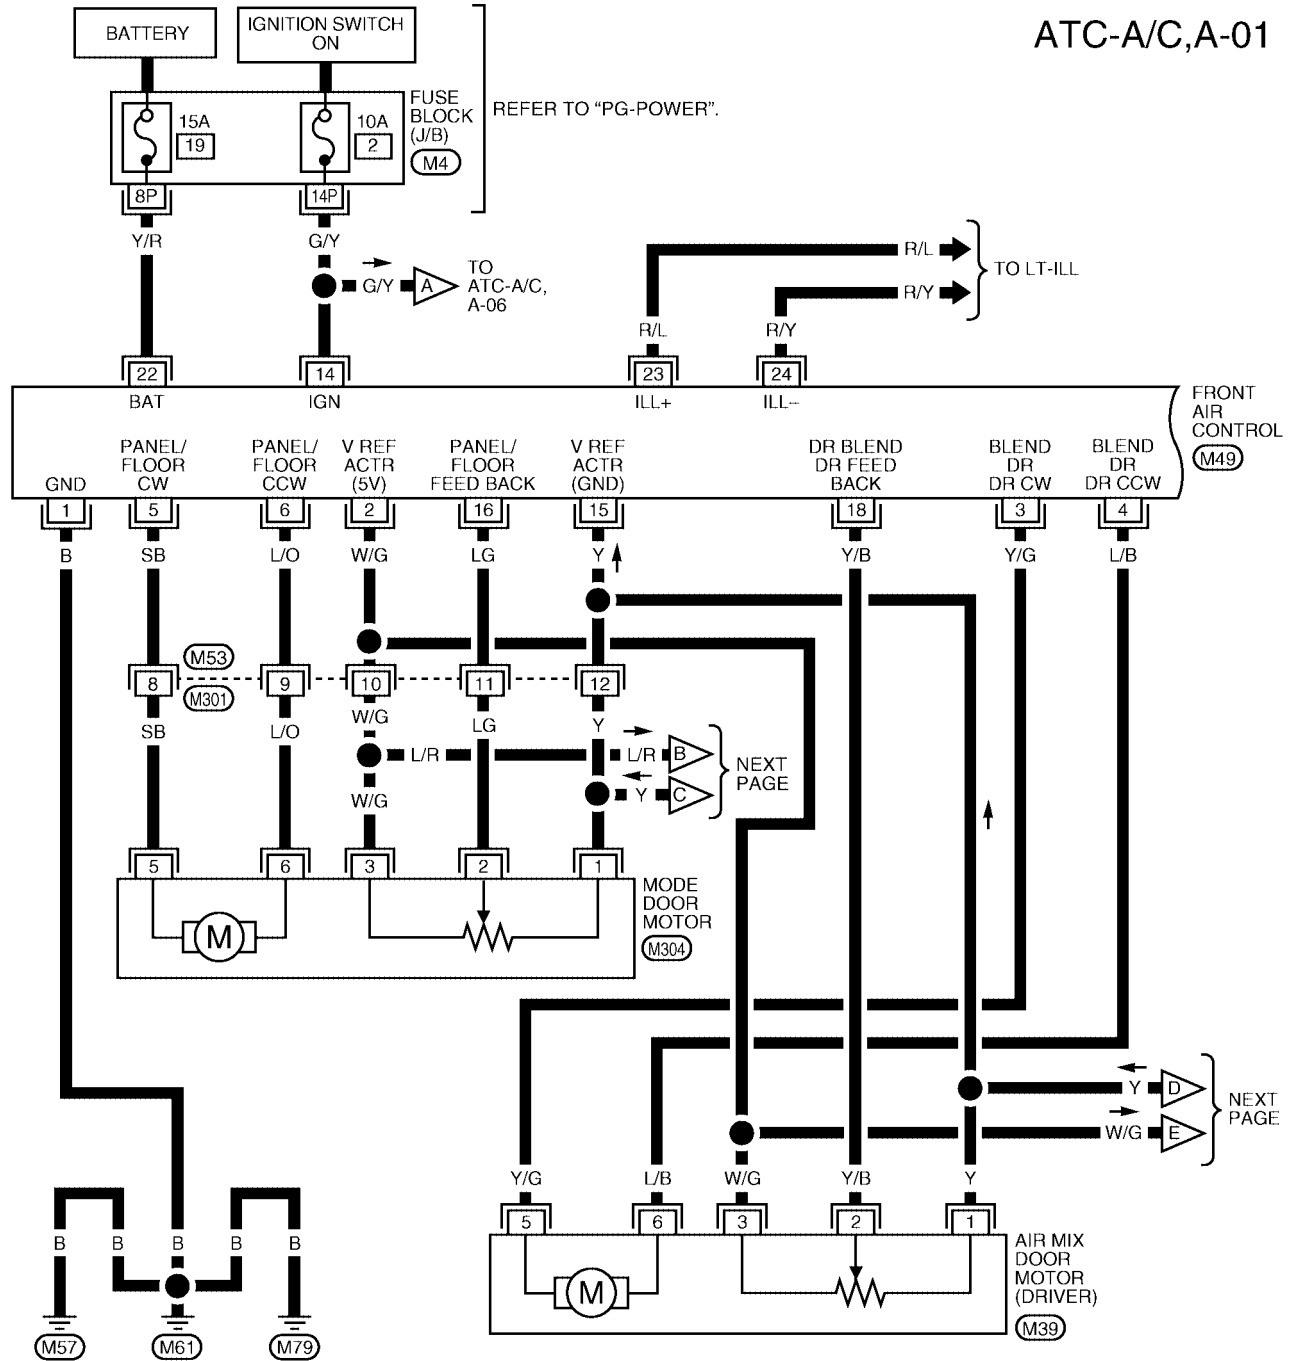 ATC-A/C,A-01
BATTERY
IGNITION SWITCH
ON
FUSE
BLOCK
(J/B)
M4
REFER TO “PG-POWER”.
15A
19
10A
2
8P
14P
Y/R
G/Y
G/Y
A
TO
ATC-A/C,
A-06
R/L
R/Y
TO LT-ILL
R/L
R/Y
22
14
23
24
BAT
IGN
ILL+
ILL-
FRONT
AIR
CONTROL
M49
GND
PANEL/
FLOOR
CW
PANEL/
FLOOR
CCW
V REF
ACTR
(5V)
PANEL/
FLOOR
FEED BACK
V REF
ACTR
(GND)
DR BLEND
DR FEED
BACK
BLEND
DR
DR CW
BLEND
DR
DR CCW
1
5
6
2
16
15
18
3
4
B
SB
L/O
W/G
LG
Y
Y/B
Y/G
L/B
M53
M301
8
9
10
11
12
SB
L/O
W/G
LG
Y
L/R
L/R
B
Y
C
NEXT
PAGE
W/G
5
6
3
2
1
M
MODE
DOOR
MOTOR
M304
Y
D
W/G
E
NEXT
PAGE
Y/G
L/B
W/G
Y/B
Y
5
6
3
2
1
M
AIR MIX
DOOR
MOTOR
(DRIVER)
M39
B
B
B
B
B
M57
M61
M79